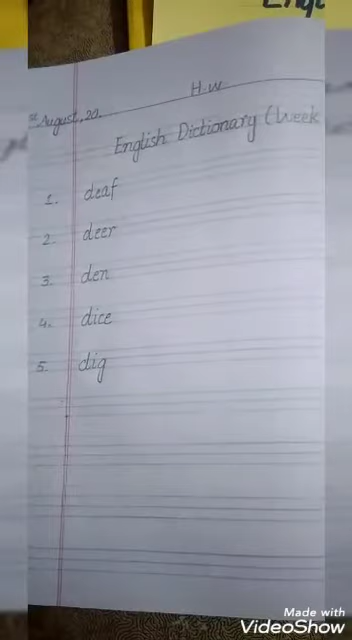 H.W
August, 20.
English Dictionary (Week
1. deaf
2. deer
3. den
4. dice
5. dig
Made with
VideoShow